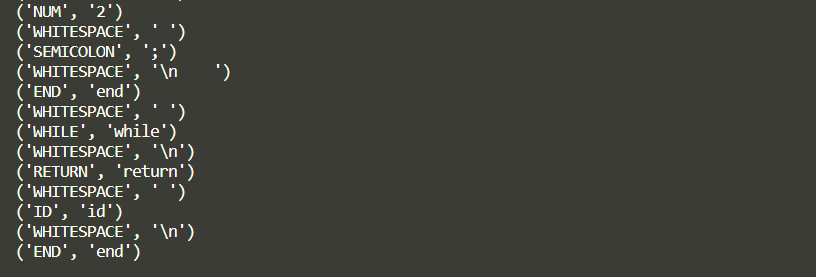 ('NUM', '2')
('WHITESPACE', ' ')
('SEMICOLON', ';')
('WHITESPACE', '\n    ')
('END', 'end')
('WHITESPACE', ' ')
('WHILE', 'while')
('WHITESPACE', '\n')
('RETURN', 'return')
('WHITESPACE', ' ')
('ID', 'id')
('WHITESPACE', '\n')
('END', 'end')